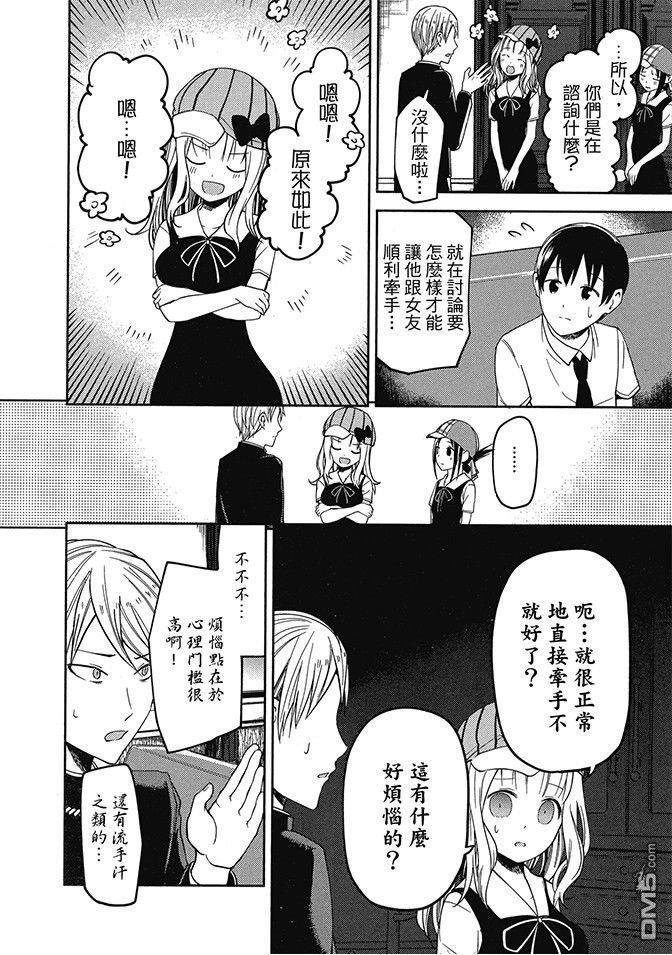 …所以，
你們是在
諮詢什麼？
沒什麼啦…
就在討論要
怎麼樣才能
讓他跟女友
順利牽手…
嗯嗯！
原來如此！
嗯…嗯！
……
呃…就很正常
地直接牽手不
就好了？
這有什麼
好煩惱的？
不不不…
煩惱點在於
心理門檻很
高啊！
還有流手汗
之類的…
DM5.com